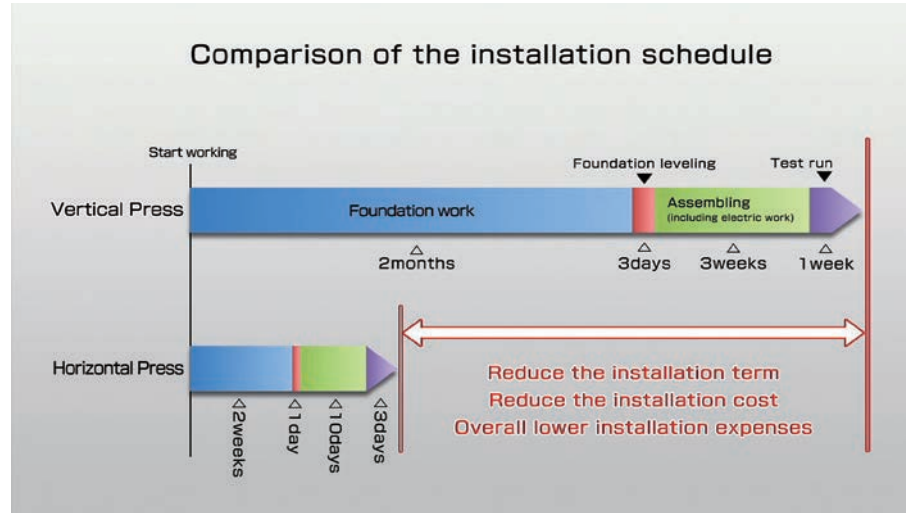 Comparison of the installation schedule
Start working
Foundation leveling
Test run
Vertical Press
Foundation work
Assembling
(including electric work)
2months
3days
3weeks
1week
Horizontal Press
2weeks
1day
10days
3days
Reduce the installation term
Reduce the installation cost
Overall lower installation expenses